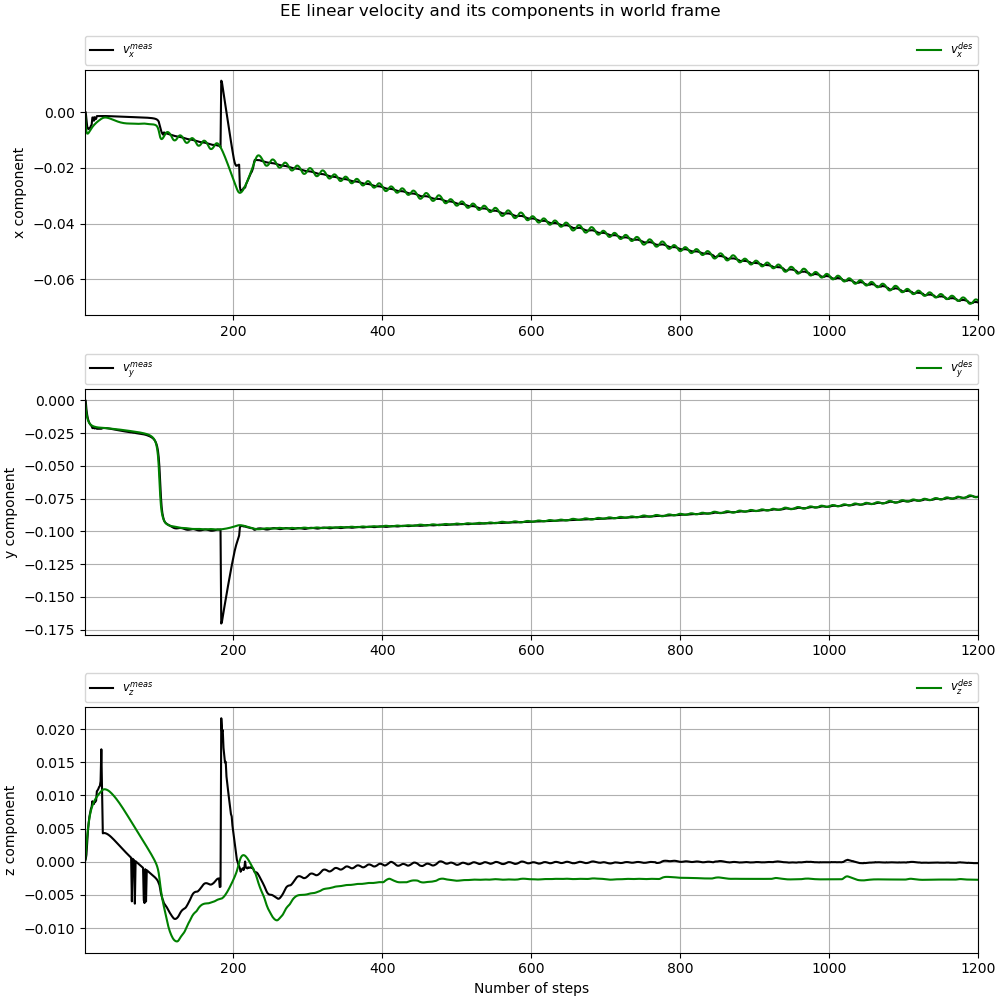 EE linear velocity and its components in world frame
v_x^{meas} v_x^{des}
0.00
−0.02
−0.04
−0.06
x component
200 400 600 800 1000 1200
v_y^{meas} v_y^{des}
0.000
−0.025
−0.050
−0.075
−0.100
−0.125
−0.150
−0.175
y component
200 400 600 800 1000 1200
v_z^{meas} v_z^{des}
0.020
0.015
0.010
0.005
0.000
−0.005
−0.010
z component
200 400 600 800 1000 1200
Number of steps